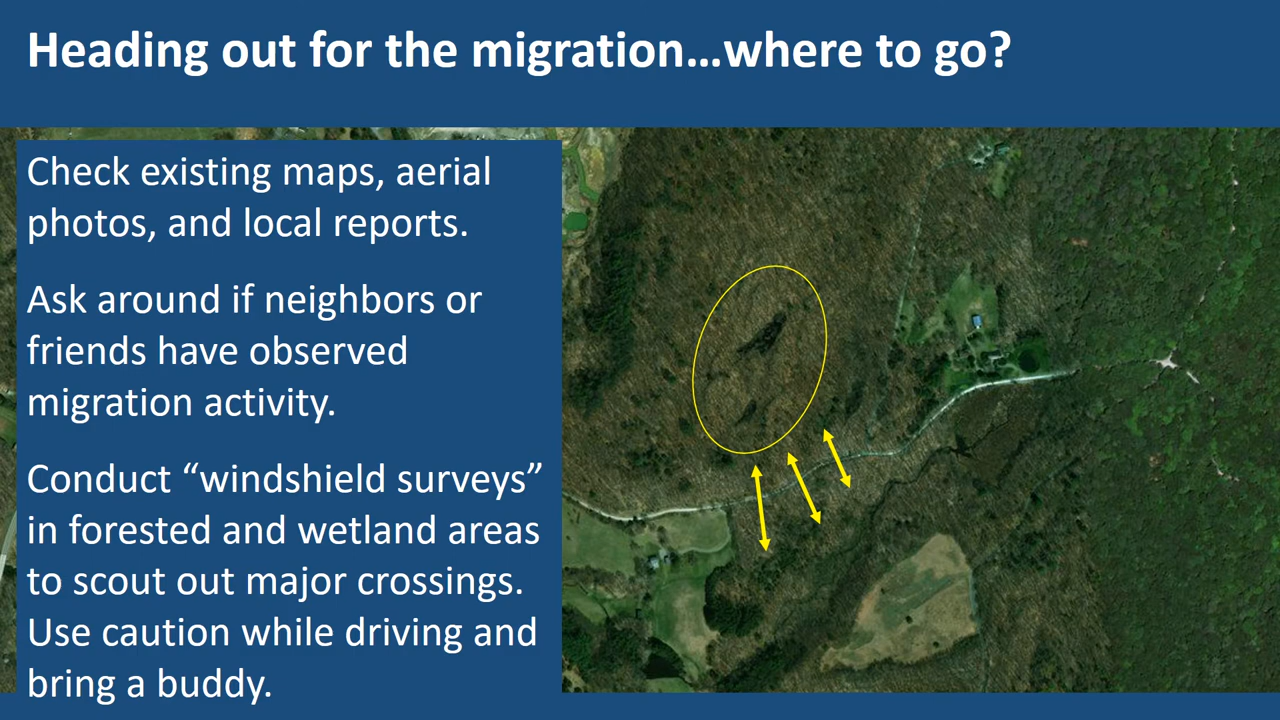 Heading out for the migration...where to go?
Check existing maps, aerial
photos, and local reports.
Ask around if neighbors or
friends have observed
migration activity.
Conduct “windshield surveys”
in forested and wetland areas
to scout out major crossings.
Use caution while driving and
bring a buddy.